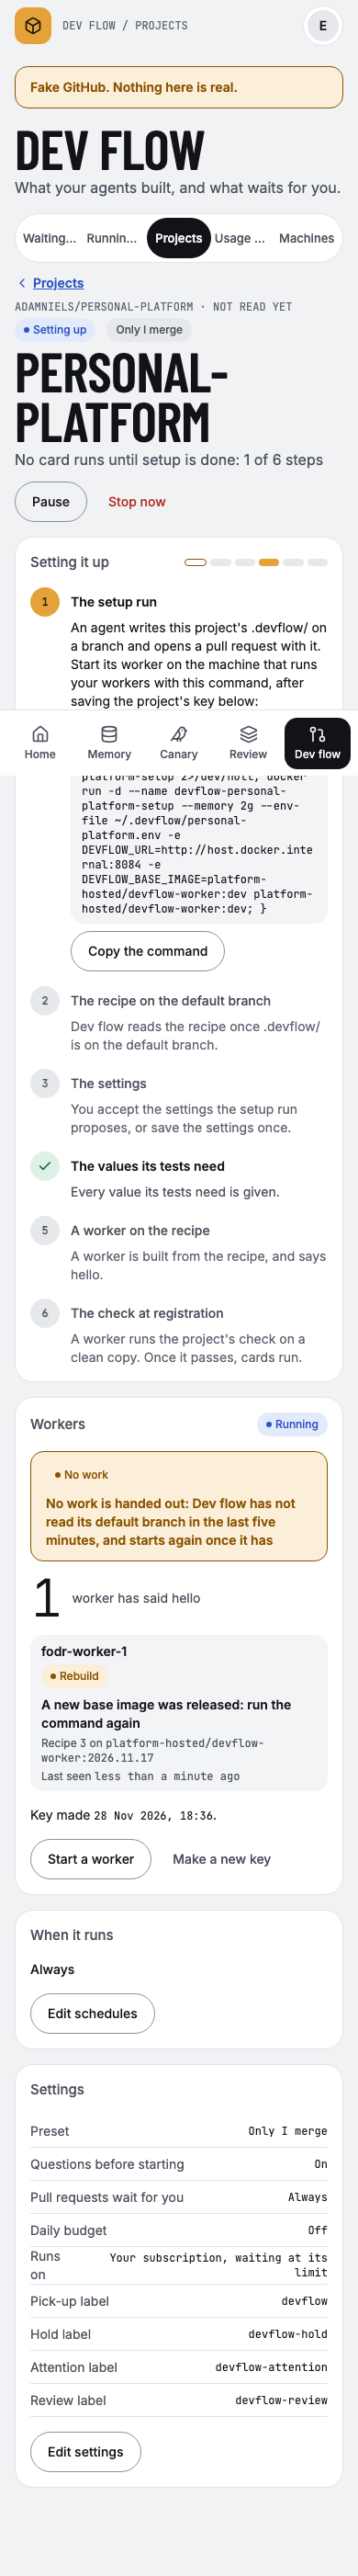 DEV FLOW / PROJECTS
E
Fake GitHub. Nothing here is real.
DEV FLOW
What your agents built, and what waits for you.
Waiting... Runnin... Projects Usage ... Machines
Projects
ADAMNIELS/PERSONAL-PLATFORM · NOT READ YET
Setting up Only I merge
PERSONAL-
PLATFORM
No card runs until setup is done: 1 of 6 steps
Pause Stop now
Setting it up
1 The setup run
An agent writes this project's .devflow/ on
a branch and opens a pull request with it.
Start its worker on the machine that runs
your workers with this command, after
saving the project's key below:
Home Memory Canary Review Dev flow
platform-setup 2>/dev/null; docker
run -d --name devflow-personal-
platform-setup --memory 2g --env-
file ~/.devflow/personal-
platform.env -e
DEVFLOW_URL=http://host.docker.inte
rnal:8084 -e
DEVFLOW_BASE_IMAGE=platform-
hosted/devflow-worker:dev platform-
hosted/devflow-worker:dev; }
Copy the command
2 The recipe on the default branch
Dev flow reads the recipe once .devflow/
is on the default branch.
3 The settings
You accept the settings the setup run
proposes, or save the settings once.
The values its tests need
Every value its tests need is given.
5 A worker on the recipe
A worker is built from the recipe, and says
hello.
6 The check at registration
A worker runs the project's check on a
clean copy. Once it passes, cards run.
Workers Running
No work
No work is handed out: Dev flow has not
read its default branch in the last five
minutes, and starts again once it has
1 worker has said hello
fodr-worker-1
Rebuild
A new base image was released: run the
command again
Recipe 3 on platform-hosted/devflow-
worker:2026.11.17
Last seen less than a minute ago
Key made 28 Nov 2026, 18:36.
Start a worker Make a new key
When it runs
Always
Edit schedules
Settings
Preset Only I merge
Questions before starting On
Pull requests wait for you Always
Daily budget Off
Runs on Your subscription, waiting at its limit
Pick-up label devflow
Hold label devflow-hold
Attention label devflow-attention
Review label devflow-review
Edit settings